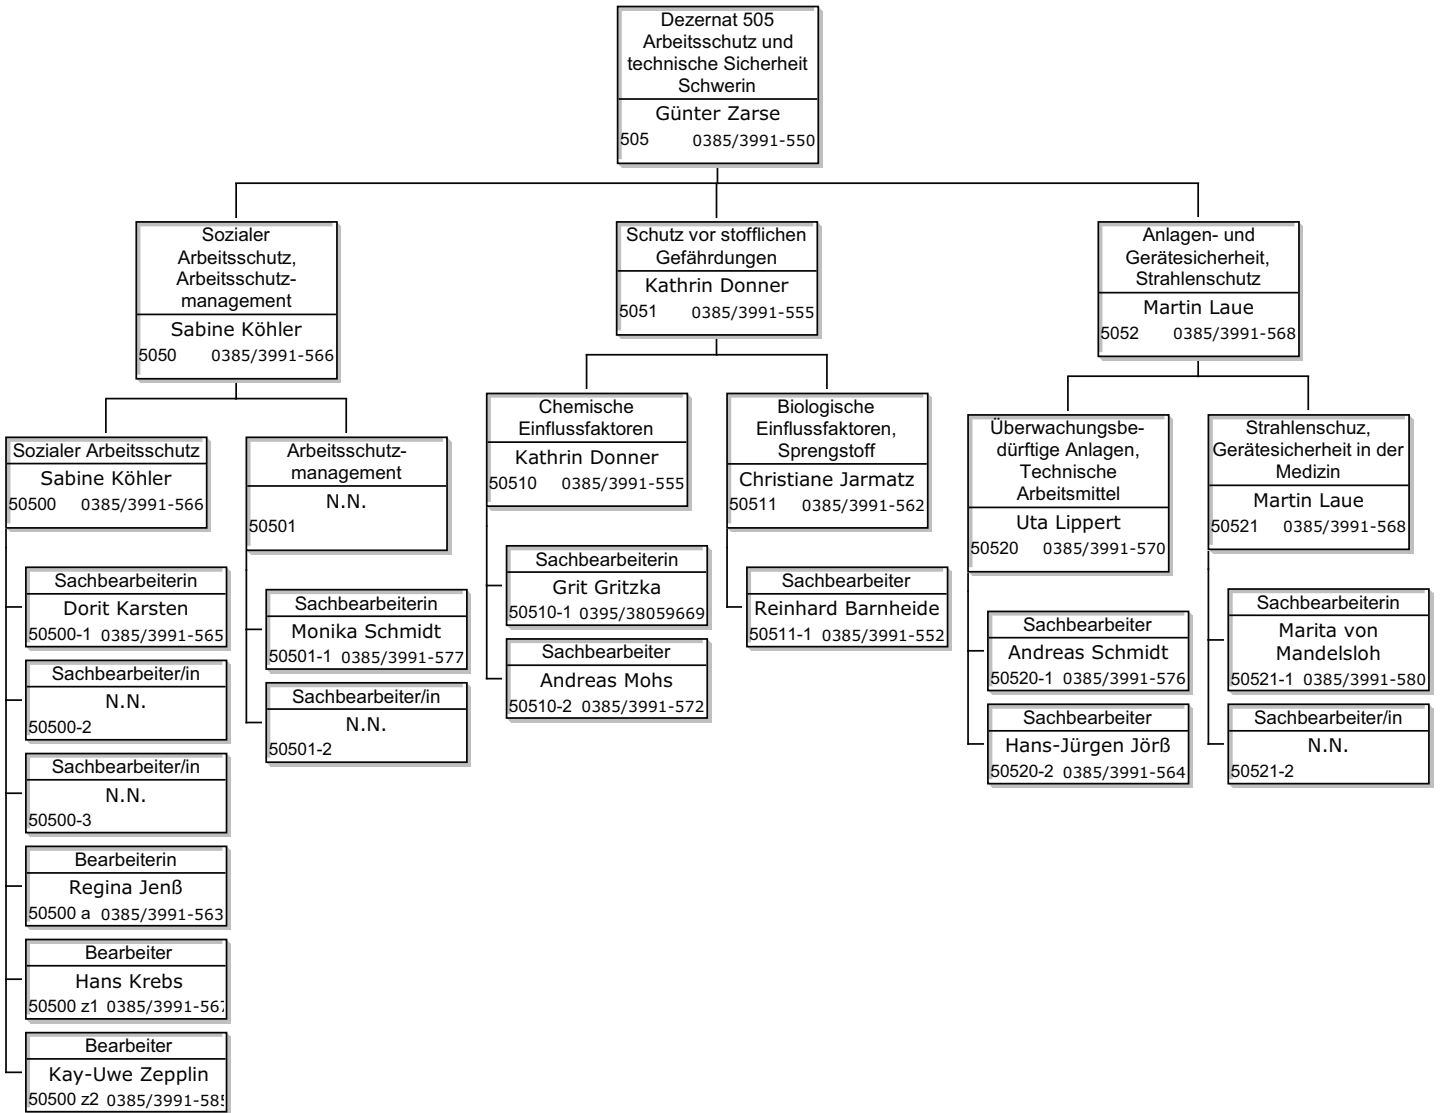 Dezernat 505
Arbeitsschutz und
technische Sicherheit
Schwerin
Günter Zarse
505 0385/3991-550
Sozialer
Arbeitsschutz,
Arbeitsschutz-
management
Sabine Köhler
5050 0385/3991-566
Schutz vor stofflichen
Gefährdungen
Kathrin Donner
5051 0385/3991-555
Anlagen- und
Gerätesicherheit,
Strahlenschutz
Martin Laue
5052 0385/3991-568
Sozialer Arbeitsschutz
Sabine Köhler
50500 0385/3991-566
Sachbearbeiterin
Dorit Karsten
50500-1 0385/3991-565
Sachbearbeiter/in
N.N.
50500-2
Sachbearbeiter/in
N.N.
50500-3
Bearbeiterin
Regina Jenß
50500 a 0385/3991-563
Bearbeiter
Hans Krebs
50500 z1 0385/3991-567
Bearbeiter
Kay-Uwe Zepplin
50500 z2 0385/3991-585
Arbeitsschutz-
management
N.N.
50501
Sachbearbeiterin
Monika Schmidt
50501-1 0385/3991-577
Sachbearbeiter/in
N.N.
50501-2
Chemische
Einflussfaktoren
Kathrin Donner
50510 0385/3991-555
Sachbearbeiterin
Grit Gritzka
50510-1 0395/38059669
Sachbearbeiter
Andreas Mohs
50510-2 0385/3991-572
Biologische
Einflussfaktoren,
Sprengstoff
Christiane Jarmatz
50511 0385/3991-562
Sachbearbeiter
Reinhard Barnheide
50511-1 0385/3991-552
Überwachungsbe-
dürftige Anlagen,
Technische
Arbeitsmittel
Uta Lippert
50520 0385/3991-570
Sachbearbeiter
Andreas Schmidt
50520-1 0385/3991-576
Sachbearbeiter
Hans-Jürgen Jörß
50520-2 0385/3991-564
Strahlenschuz,
Gerätesicherheit in der
Medizin
Martin Laue
50521 0385/3991-568
Sachbearbeiterin
Marita von
Mandelsloh
50521-1 0385/3991-580
Sachbearbeiter/in
N.N.
50521-2